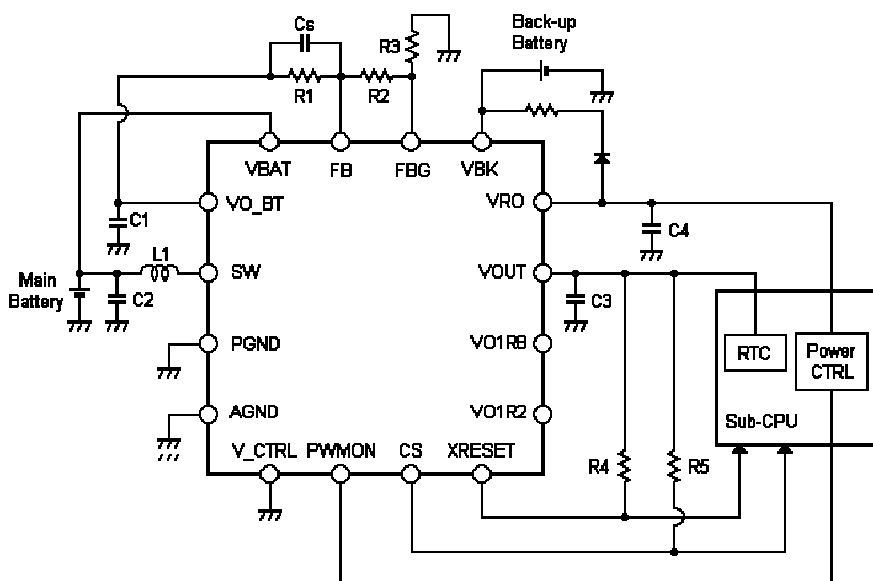 Cs
R3
Back-up
Battery
R1
R2
VBAT
FB
FBG
VBK
VO_BT
VRO
C1
C4
L1
SW
VOUT
Main
Battery
C2
C3
PGND
VO1R8
RTC
Power
CTRL
AGND
VO1R2
Sub-CPU
V_CTRL
PWMON
CS
XRESET
R4
R5